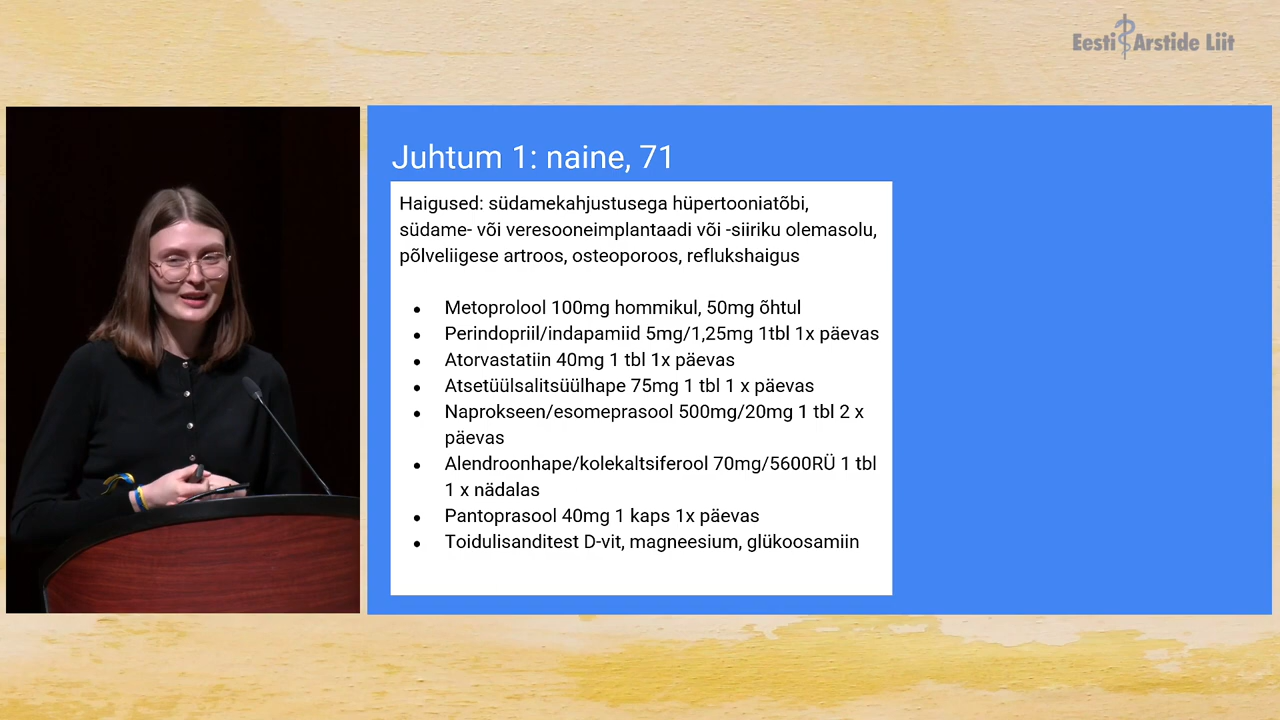 Eesti Arstide Liit
Juhtum 1: naine, 71
Haigused: südamekahjustusega hüpertooniatõbi,
südame- või veresooneimplantaadi või -siiriku olemasolu,
põlveliigese artroos, osteoporoos, reflukshaigus
• Metoprolool 100mg hommikul, 50mg õhtul
• Perindopriil/indapamiid 5mg/1,25mg 1tbl 1x päevas
• Atorvastatiin 40mg 1 tbl 1x päevas
• Atsetüülsalitsüülhape 75mg 1 tbl 1 x päevas
• Naprokseen/esomeprasool 500mg/20mg 1 tbl 2 x
päevas
• Alendroonhape/kolekaltsiferool 70mg/5600RÜ 1 tbl
1 x nädalas
• Pantoprasool 40mg 1 kaps 1x päevas
• Toidulisanditest D-vit, magneesium, glükoosamiin